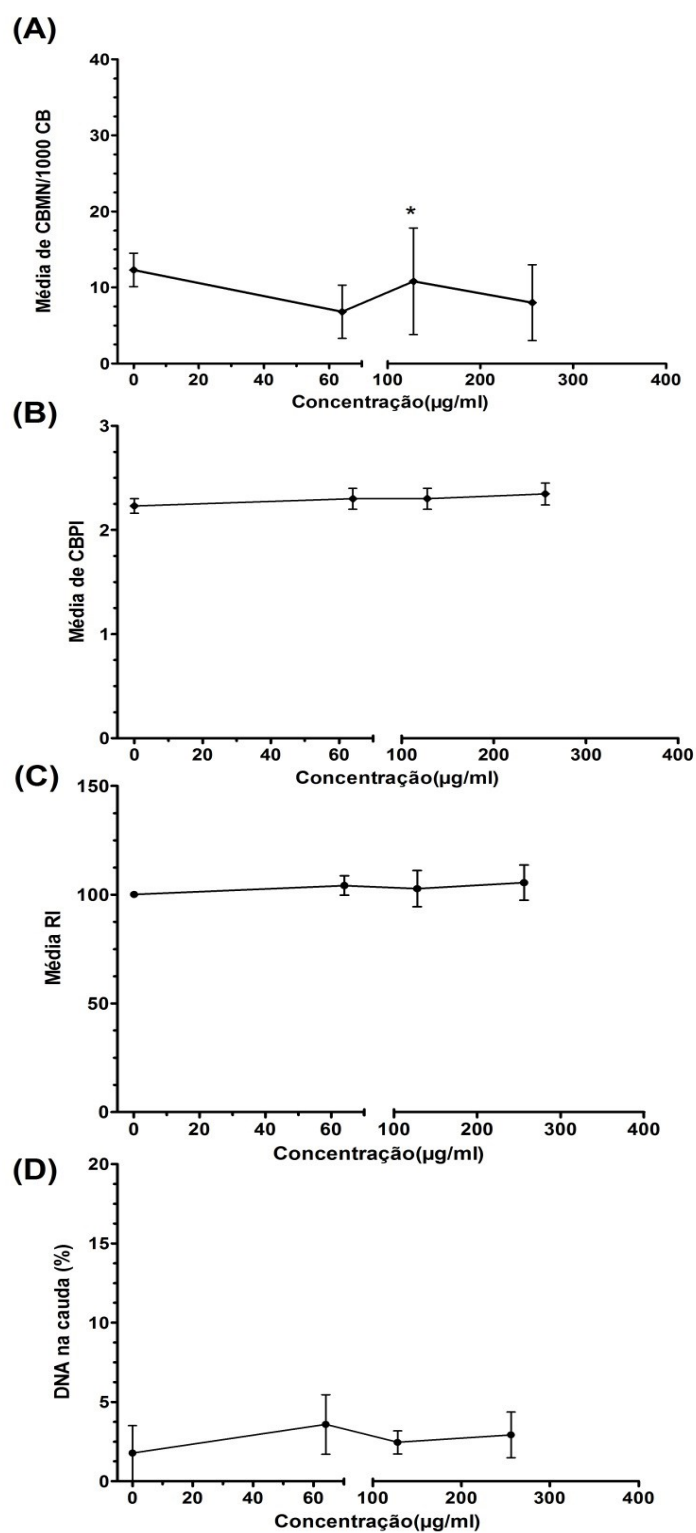 (A)
Média de CBMN/1000 CB
40
30
20
10
0
*
0 20 40 60 100 200 300 400
Concentração(µg/ml)
(B)
Média de CBPI
3
2
1
0
0 20 40 60 100 200 300 400
Concentração(µg/ml)
(C)
Média RI
150
100
50
0
0 20 40 60 100 200 300 400
Concentração(µg/ml)
(D)
DNA na cauda (%)
20
15
10
5
0
0 20 40 60 100 200 300 400
Concentração(µg/ml)